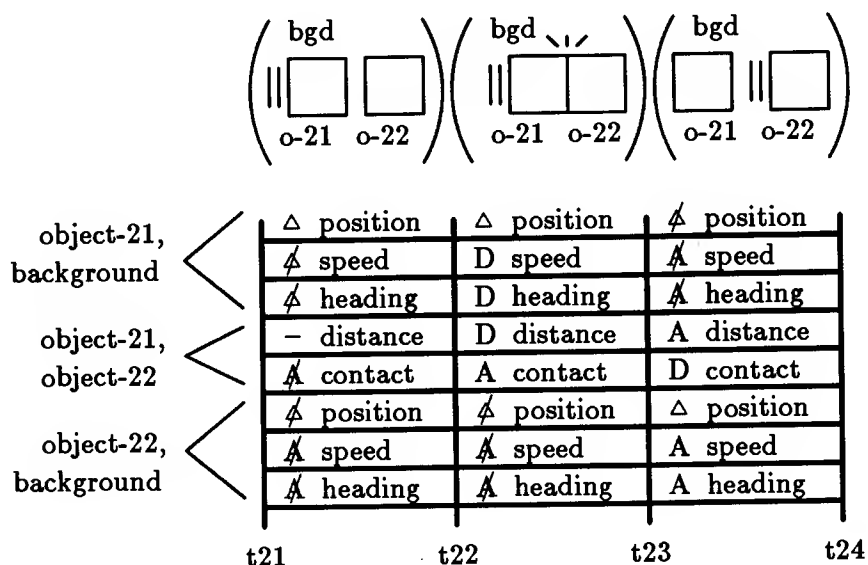 bgd bgd bgd
o-21 o-22 o-21 o-22 o-21 o-22
object-21,
background
object-21,
object-22
object-22,
background
△ position △ position △̸ position
△̸ speed D speed A̸ speed
△̸ heading D heading A̸ heading
− distance D distance A distance
A̸ contact A contact D contact
△̸ position △̸ position △ position
A̸ speed A̸ speed A speed
A̸ heading A̸ heading A heading
t21 t22 t23 t24